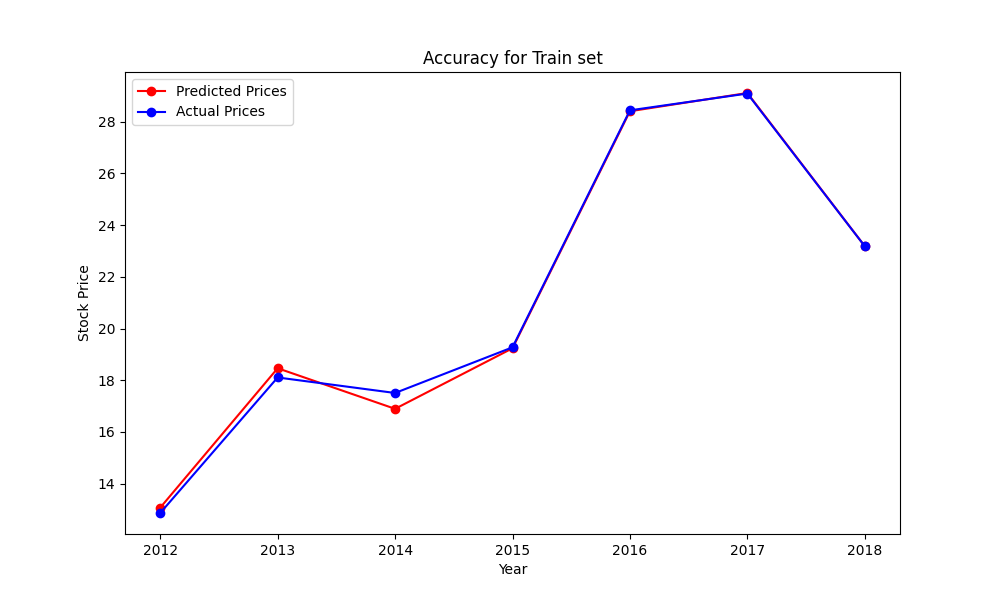 Accuracy for Train set
Predicted Prices
Actual Prices
Stock Price
28
26
24
22
20
18
16
14
2012 2013 2014 2015 2016 2017 2018
Year